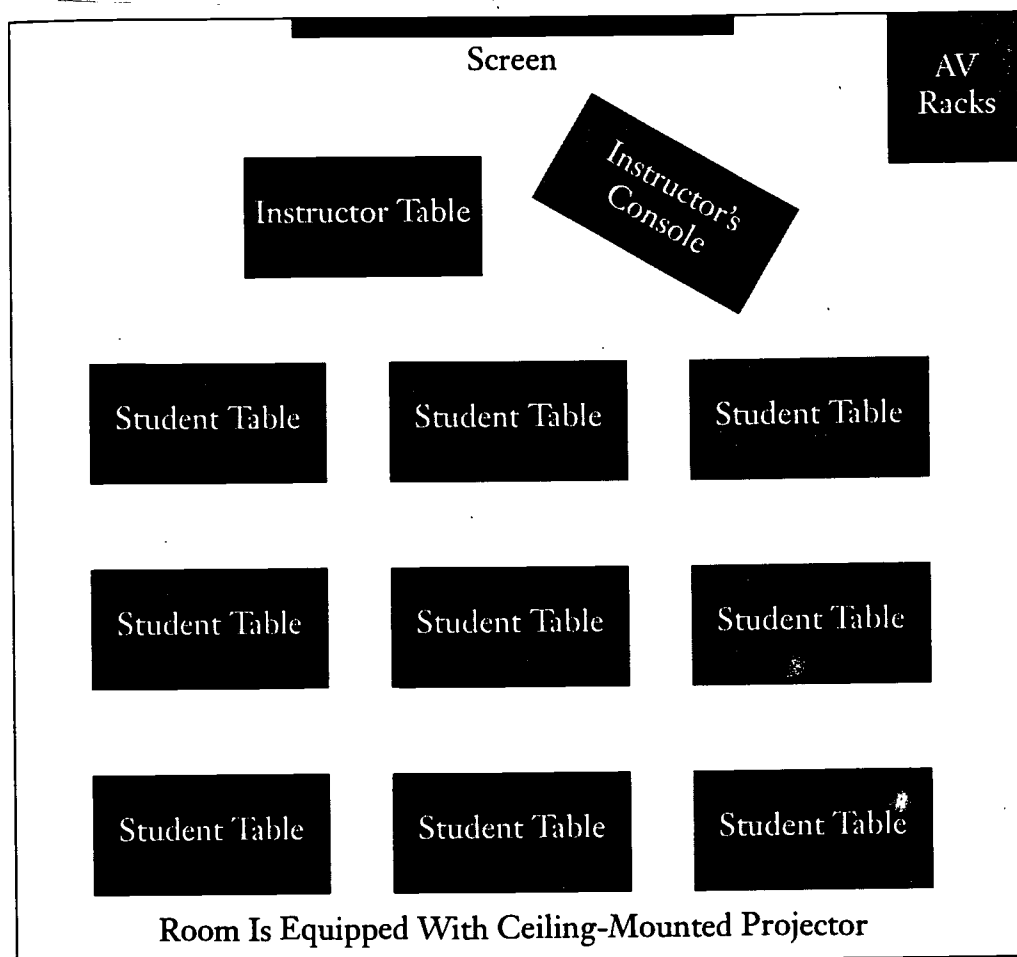 Screen
AV
Racks
Instructor Table
Instructor's
Console
Student Table
Student Table
Student Table
Student Table
Student Table
Student Table
Student Table
Student Table
Student Table
Room Is Equipped With Ceiling-Mounted Projector